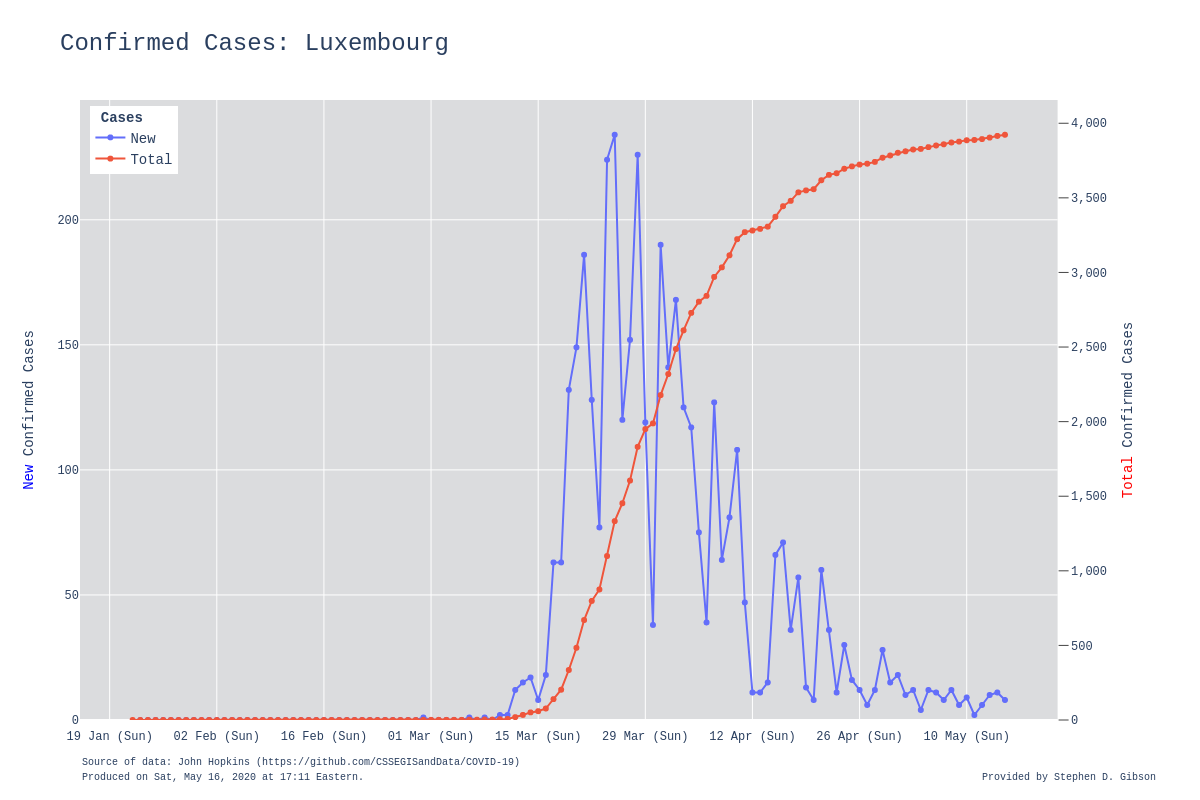 Confirmed Cases: Luxembourg
Cases
New
Total
200
150
100
50
0
4,000
3,500
3,000
2,500
2,000
1,500
1,000
500
0
New Confirmed Cases
Total Confirmed Cases
19 Jan (Sun) 02 Feb (Sun) 16 Feb (Sun) 01 Mar (Sun) 15 Mar (Sun) 29 Mar (Sun) 12 Apr (Sun) 26 Apr (Sun) 10 May (Sun)
Source of data: John Hopkins (https://github.com/CSSEGISandData/COVID-19)
Produced on Sat, May 16, 2020 at 17:11 Eastern.
Provided by Stephen D. Gibson